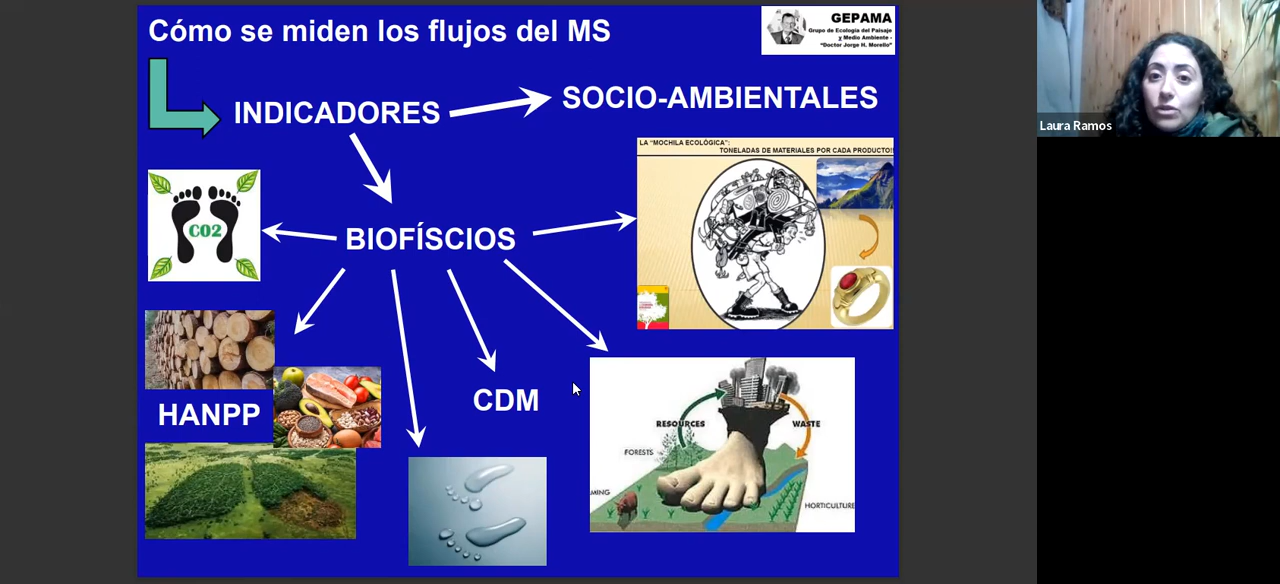 Cómo se miden los flujos del MS
GEPAMA
Grupo de Ecología del Paisaje
y Medio Ambiente -
"Doctor Jorge H. Morello"
INDICADORES
SOCIO-AMBIENTALES
LA "MOCHILA ECOLÓGICA":
TONELADAS DE MATERIALES POR CADA PRODUCTO!!
CO2
BIOFÍSCIOS
HANPP
CDM
RESOURCES
WASTE
FORESTS
MING
HORTICULTURE
Laura Ramos